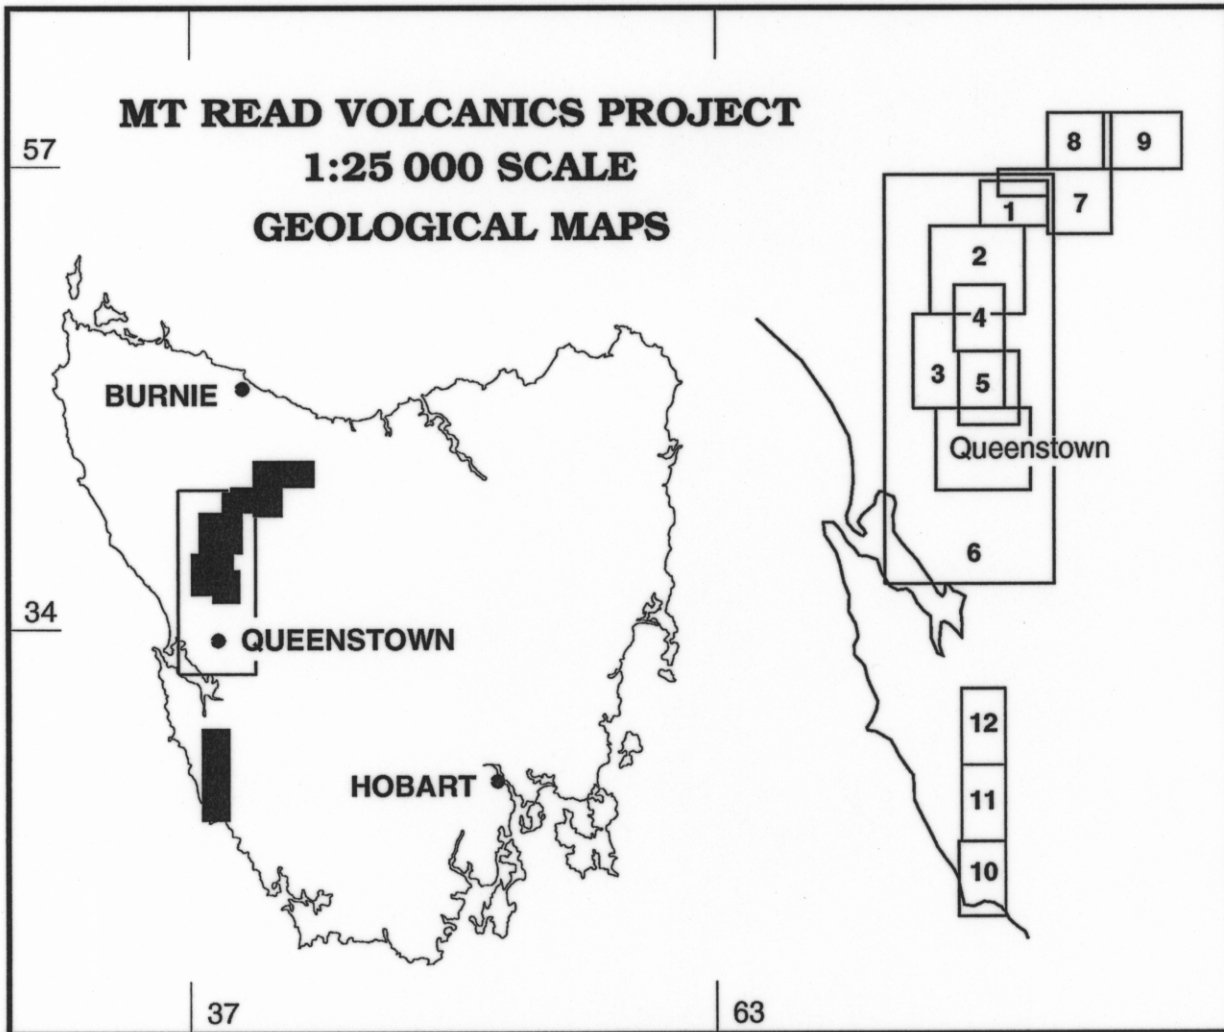 MT READ VOLCANICS PROJECT
1:25 000 SCALE
GEOLOGICAL MAPS
57
34
37
63
BURNIE
QUEENSTOWN
HOBART
8
9
7
1
2
4
3
5
Queenstown
6
12
11
10